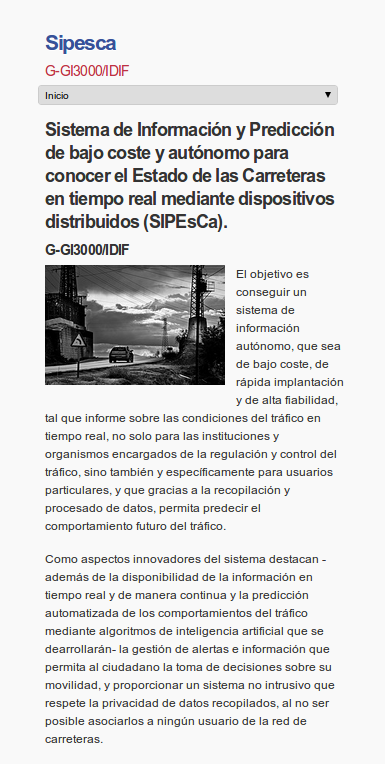 Sipesca
G-GI3000/IDIF
Inicio
Sistema de Información y Predicción
de bajo coste y autónomo para
conocer el Estado de las Carreteras
en tiempo real mediante dispositivos
distribuidos (SIPEsCa).
G-GI3000/IDIF
El objetivo es
conseguir un
sistema de
información
autónomo, que sea
de bajo coste, de
rápida implantación
y de alta fiabilidad,
tal que informe sobre las condiciones del tráfico en
tiempo real, no solo para las instituciones y
organismos encargados de la regulación y control del
tráfico, sino también y específicamente para usuarios
particulares, y que gracias a la recopilación y
procesado de datos, permita predecir el
comportamiento futuro del tráfico.
Como aspectos innovadores del sistema destacan -
además de la disponibilidad de la información en
tiempo real y de manera continua y la predicción
automatizada de los comportamientos del tráfico
mediante algoritmos de inteligencia artificial que se
dearrollarán- la gestión de alertas e información que
permita al ciudadano la toma de decisiones sobre su
movilidad, y proporcionar un sistema no intrusivo que
respete la privacidad de datos recopilados, al no ser
posible asociarlos a ningún usuario de la red de
carreteras.